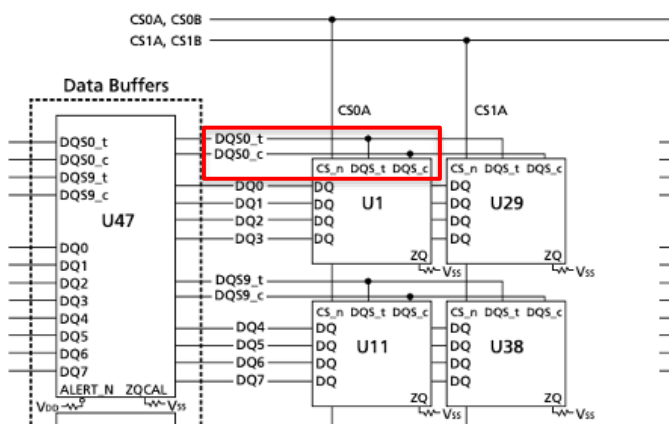 CS0A, CS0B
CS1A, CS1B
Data Buffers
CS0A
CS1A
DQS0_t
DQS0_c
DQS9_t
DQS9_c
U47
DQ0
DQ1
DQ2
DQ3
DQ4
DQ5
DQ6
DQ7
ALERT_N ZQCAL
VDD
VSS
DQS0_t
DQS0_c
DQ0
DQ1
DQ2
DQ3
CS_n DQS_t DQS_c
DQ
DQ
DQ
DQ
U1
ZQ
VSS
CS_n DQS_t DQS_c
DQ
DQ
DQ
DQ
U29
ZQ
VSS
DQS9_t
DQS9_c
DQ4
DQ5
DQ6
DQ7
CS_n DQS_t DQS_c
DQ
DQ
DQ
DQ
U11
ZQ
VSS
CS_n DQS_t DQS_c
DQ
DQ
DQ
DQ
U38
ZQ
VSS